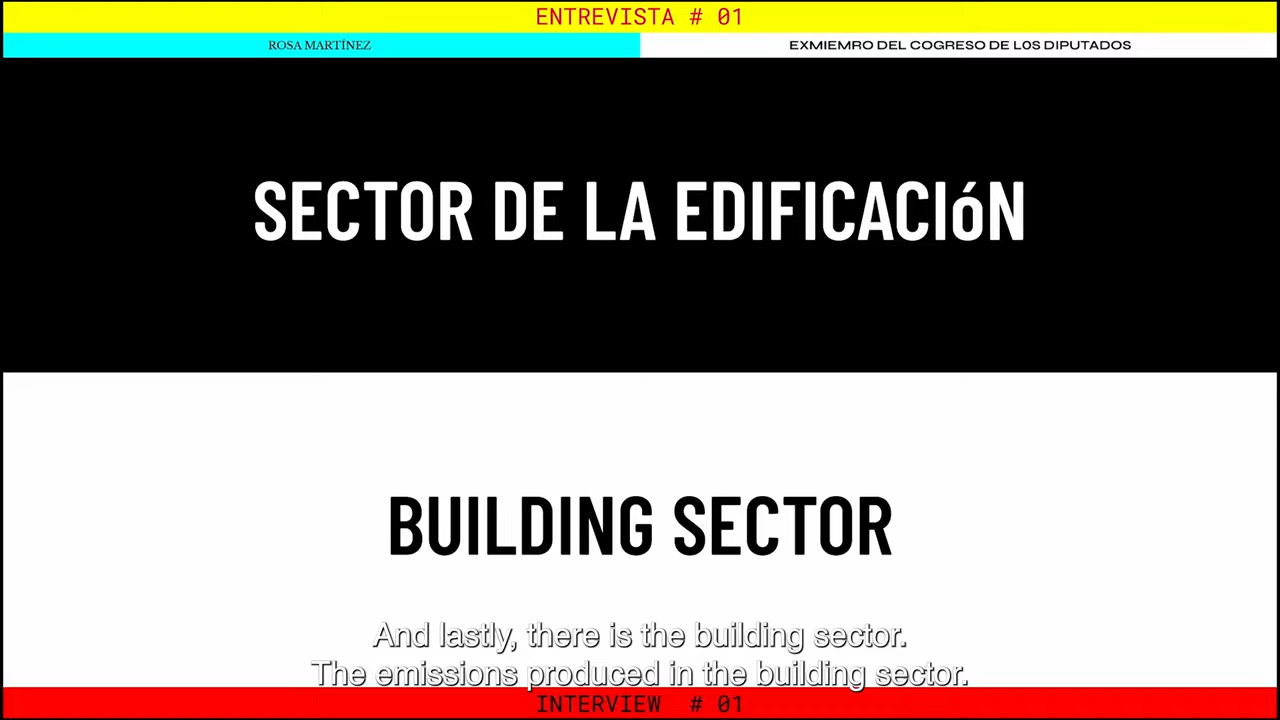 ENTREVISTA # 01
ROSA MARTÍNEZ
EXMIEMRO DEL COGRESO DE L0S DIPUTADOS
SECTOR DE LA EDIFICACIóN
BUILDING SECTOR
And lastly, there is the building sector.
The emissions produced in the building sector.
INTERVIEW # 01